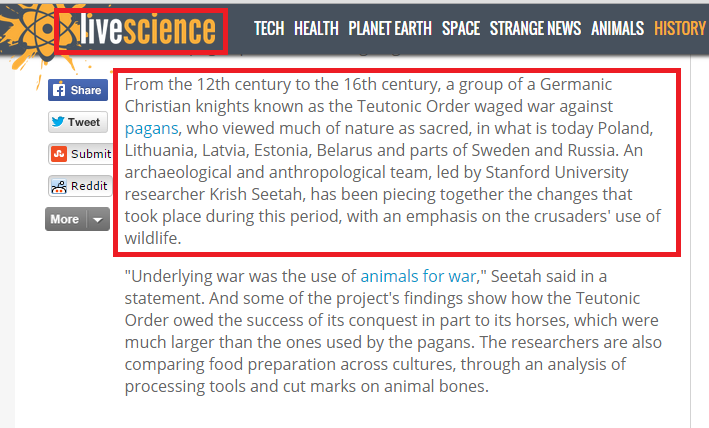 livescience
TECH HEALTH PLANET EARTH SPACE STRANGE NEWS ANIMALS HISTORY
Share
Tweet
Submit
Reddit
More
From the 12th century to the 16th century, a group of a Germanic
Christian knights known as the Teutonic Order waged war against
pagans, who viewed much of nature as sacred, in what is today Poland,
Lithuania, Latvia, Estonia, Belarus and parts of Sweden and Russia. An
archaeological and anthropological team, led by Stanford University
researcher Krish Seetah, has been piecing together the changes that
took place during this period, with an emphasis on the crusaders' use of
wildlife.
"Underlying war was the use of animals for war," Seetah said in a
statement. And some of the project's findings show how the Teutonic
Order owed the success of its conquest in part to its horses, which were
much larger than the ones used by the pagans. The researchers are also
comparing food preparation across cultures, through an analysis of
processing tools and cut marks on animal bones.